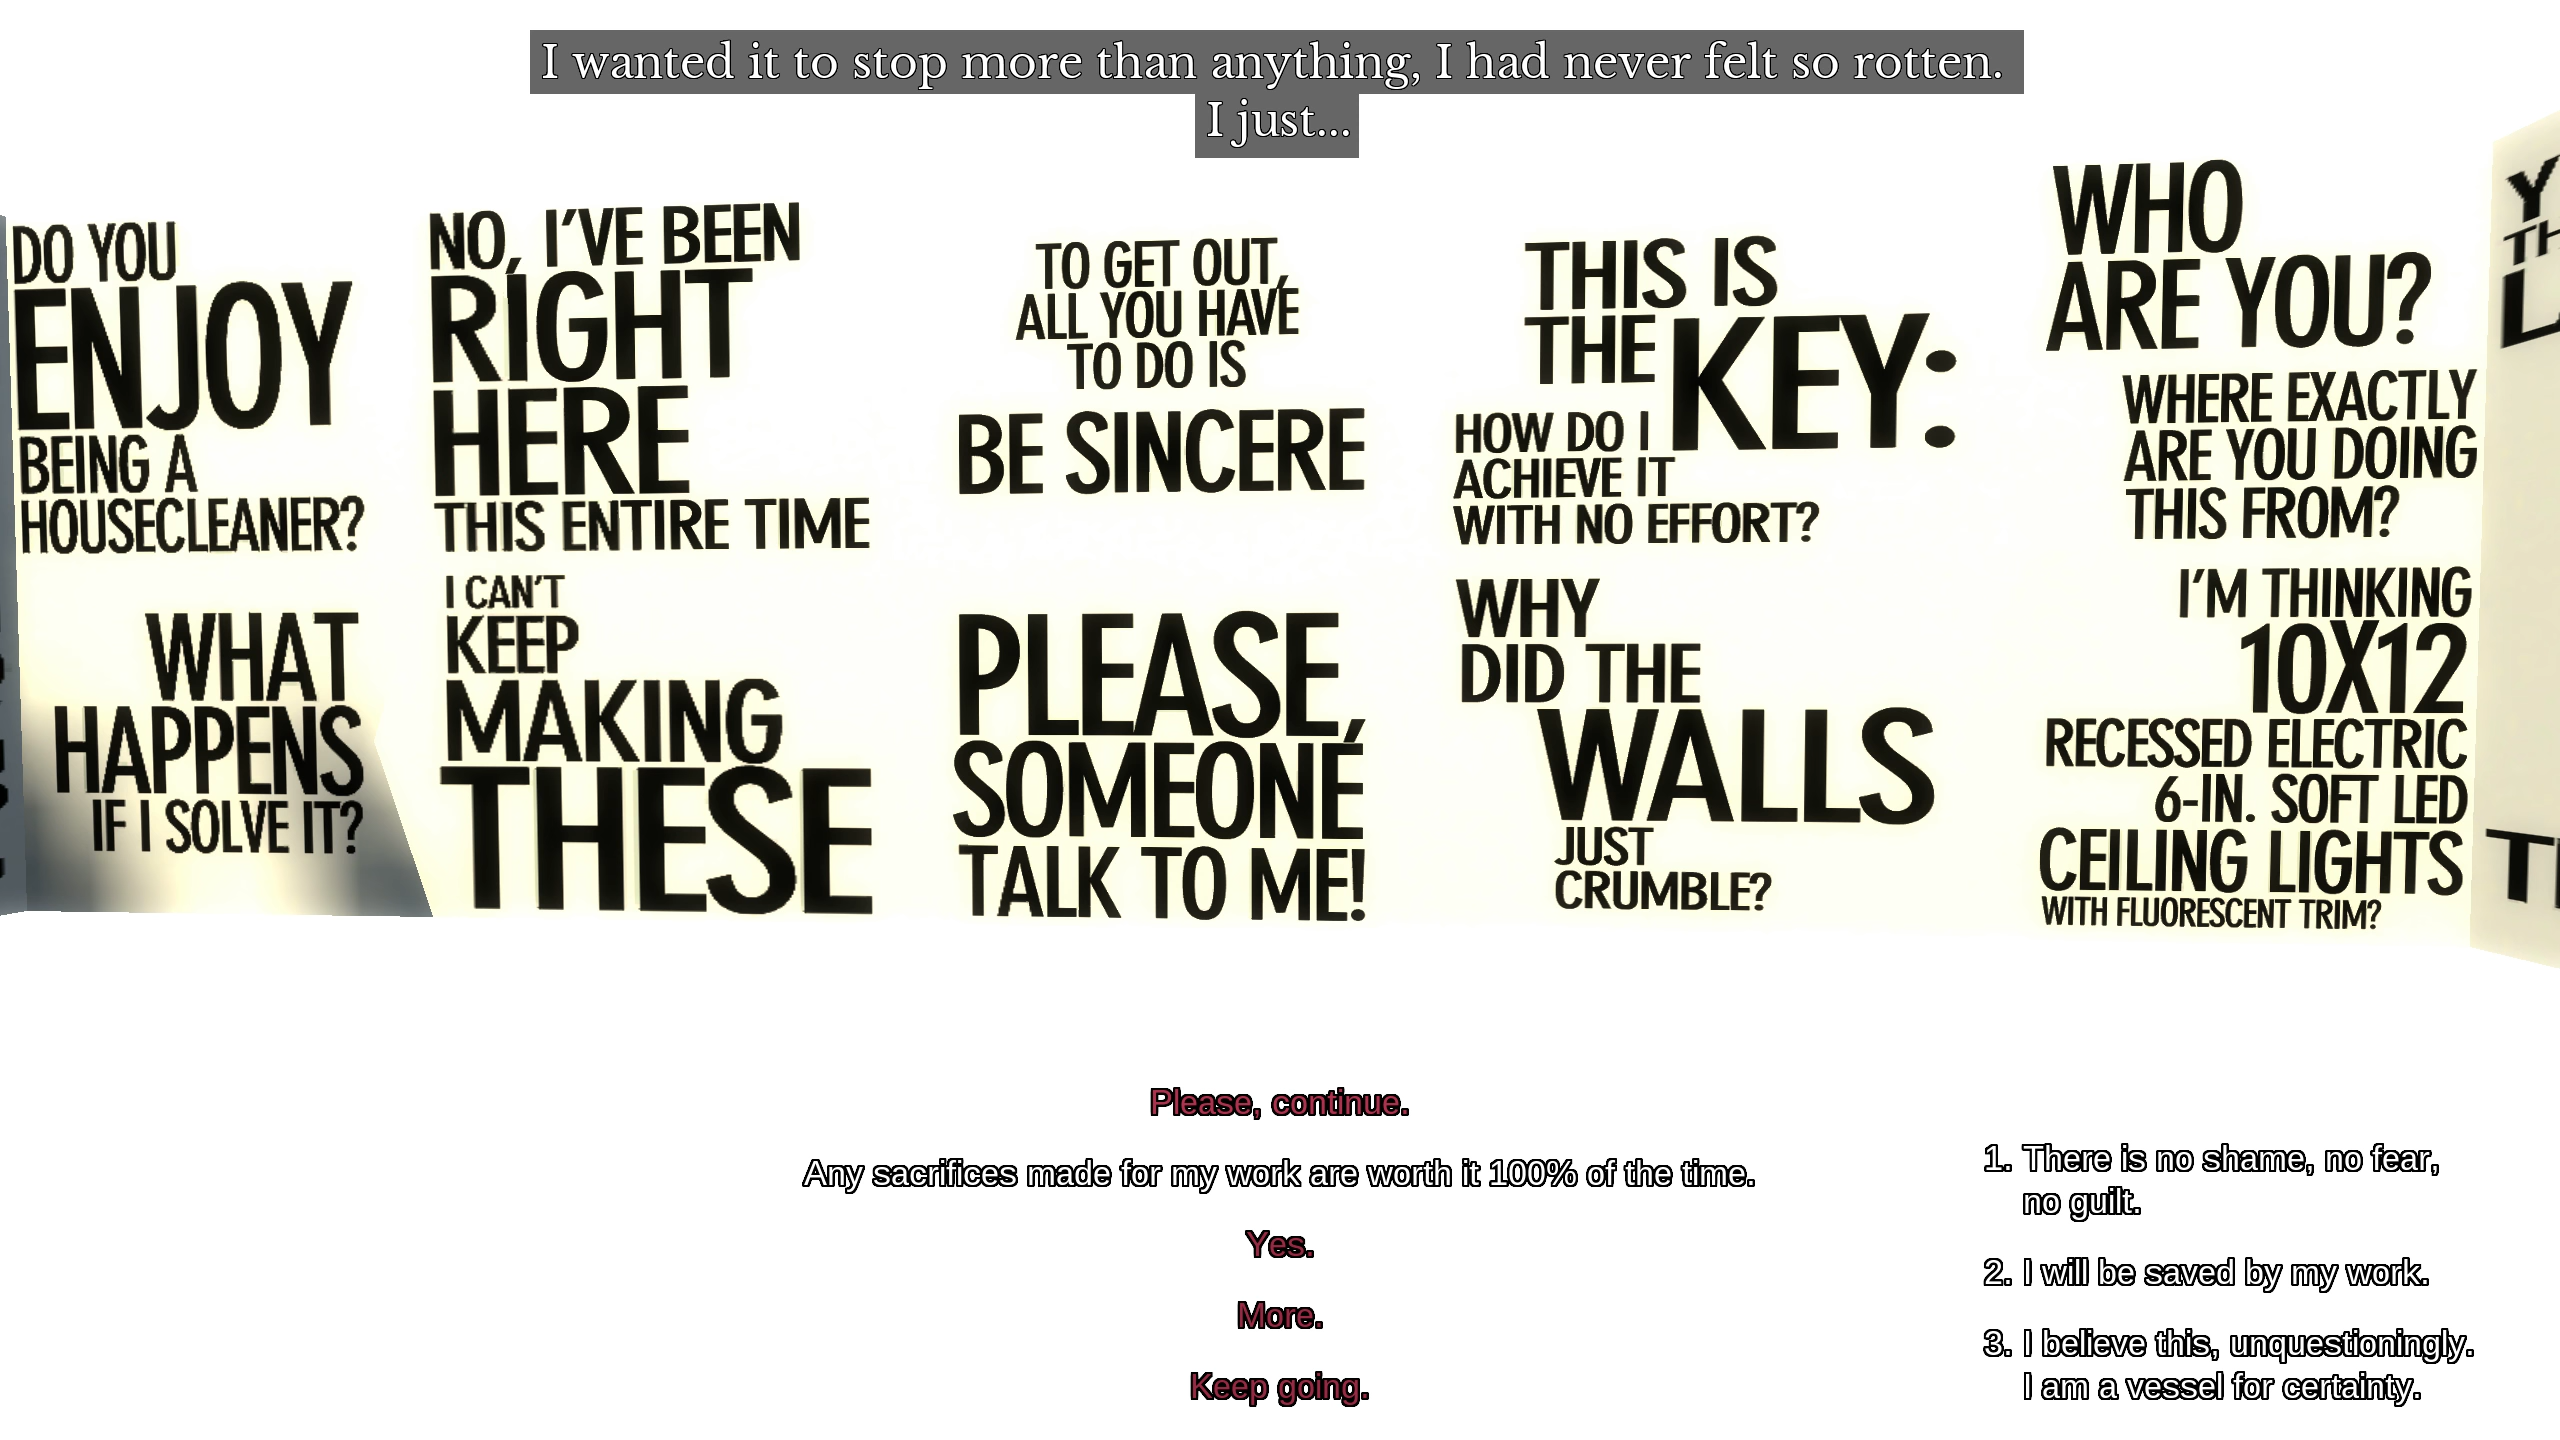 I wanted it to stop more than anything, I had never felt so rotten.
I just...
DO YOU
ENJOY
BEING A
HOUSECLEANER?
WHAT
HAPPENS
IF I SOLVE IT?
NO, I'VE BEEN
RIGHT
HERE
THIS ENTIRE TIME
I CAN'T
KEEP
MAKING
THESE
TO GET OUT,
ALL YOU HAVE
TO DO IS
BE SINCERE
PLEASE,
SOMEONE
TALK TO ME!
THIS IS
THE KEY:
HOW DO I
ACHIEVE IT
WITH NO EFFORT?
WHY
DID THE
WALLS
JUST
CRUMBLE?
WHO
ARE YOU?
WHERE EXACTLY
ARE YOU DOING
THIS FROM?
I'M THINKING
10X12
RECESSED ELECTRIC
6-IN. SOFT LED
CEILING LIGHTS
WITH FLUORESCENT TRIM?
Please, continue.
Any sacrifices made for my work are worth it 100% of the time.
Yes.
More.
Keep going.
1. There is no shame, no fear,
no guilt.
2. I will be saved by my work.
3. I believe this, unquestioningly.
I am a vessel for certainty.